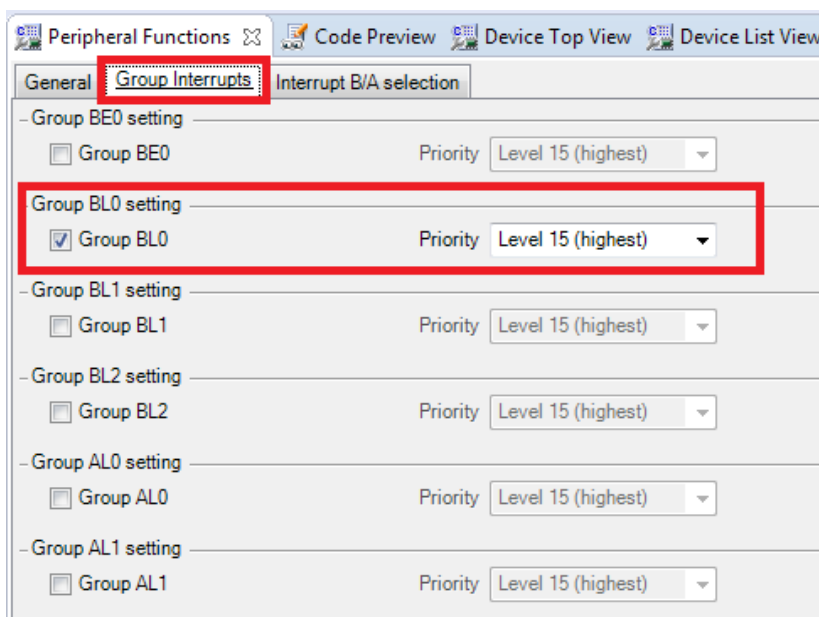 Peripheral Functions Code Preview Device Top View Device List View
General Group Interrupts Interrupt B/A selection
Group BE0 setting
Group BE0 Priority Level 15 (highest)
Group BL0 setting
Group BL0 Priority Level 15 (highest)
Group BL1 setting
Group BL1 Priority Level 15 (highest)
Group BL2 setting
Group BL2 Priority Level 15 (highest)
Group AL0 setting
Group AL0 Priority Level 15 (highest)
Group AL1 setting
Group AL1 Priority Level 15 (highest)